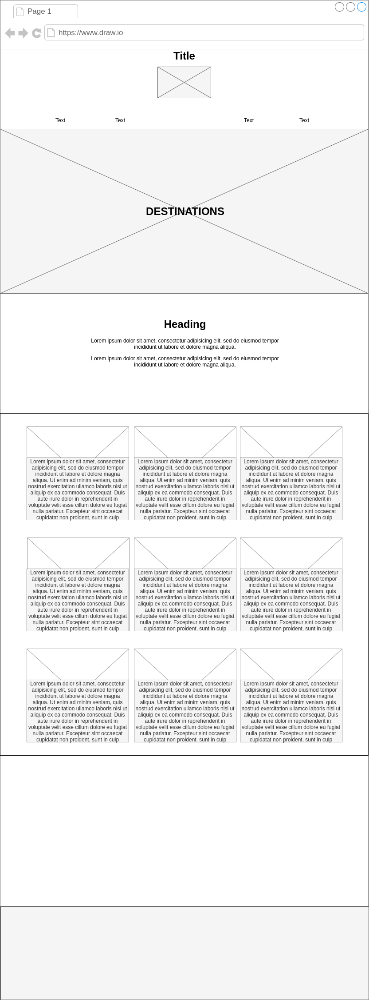 Page 1
https://www.draw.io
Title
Text Text Text Text
DESTINATIONS
Heading
Lorem ipsum dolor sit amet, consectetur adipisicing elit, sed do eiusmod tempor
incididunt ut labore et dolore magna aliqua.
Lorem ipsum dolor sit amet, consectetur adipisicing elit, sed do eiusmod tempor
incididunt ut labore et dolore magna aliqua.
Lorem ipsum dolor sit amet, consectetur
adipisicing elit, sed do eiusmod tempor
incididunt ut labore et dolore magna
aliqua. Ut enim ad minim veniam, quis
nostrud exercitation ullamco laboris nisi ut
aliquip ex ea commodo consequat. Duis
aute irure dolor in reprehenderit in
voluptate velit esse cillum dolore eu fugiat
nulla pariatur. Excepteur sint occaecat
cupidatat non proident, sunt in culp
Lorem ipsum dolor sit amet, consectetur
adipisicing elit, sed do eiusmod tempor
incididunt ut labore et dolore magna
aliqua. Ut enim ad minim veniam, quis
nostrud exercitation ullamco laboris nisi ut
aliquip ex ea commodo consequat. Duis
aute irure dolor in reprehenderit in
voluptate velit esse cillum dolore eu fugiat
nulla pariatur. Excepteur sint occaecat
cupidatat non proident, sunt in culp
Lorem ipsum dolor sit amet, consectetur
adipisicing elit, sed do eiusmod tempor
incididunt ut labore et dolore magna
aliqua. Ut enim ad minim veniam, quis
nostrud exercitation ullamco laboris nisi ut
aliquip ex ea commodo consequat. Duis
aute irure dolor in reprehenderit in
voluptate velit esse cillum dolore eu fugiat
nulla pariatur. Excepteur sint occaecat
cupidatat non proident, sunt in culp
Lorem ipsum dolor sit amet, consectetur
adipisicing elit, sed do eiusmod tempor
incididunt ut labore et dolore magna
aliqua. Ut enim ad minim veniam, quis
nostrud exercitation ullamco laboris nisi ut
aliquip ex ea commodo consequat. Duis
aute irure dolor in reprehenderit in
voluptate velit esse cillum dolore eu fugiat
nulla pariatur. Excepteur sint occaecat
cupidatat non proident, sunt in culp
Lorem ipsum dolor sit amet, consectetur
adipisicing elit, sed do eiusmod tempor
incididunt ut labore et dolore magna
aliqua. Ut enim ad minim veniam, quis
nostrud exercitation ullamco laboris nisi ut
aliquip ex ea commodo consequat. Duis
aute irure dolor in reprehenderit in
voluptate velit esse cillum dolore eu fugiat
nulla pariatur. Excepteur sint occaecat
cupidatat non proident, sunt in culp
Lorem ipsum dolor sit amet, consectetur
adipisicing elit, sed do eiusmod tempor
incididunt ut labore et dolore magna
aliqua. Ut enim ad minim veniam, quis
nostrud exercitation ullamco laboris nisi ut
aliquip ex ea commodo consequat. Duis
aute irure dolor in reprehenderit in
voluptate velit esse cillum dolore eu fugiat
nulla pariatur. Excepteur sint occaecat
cupidatat non proident, sunt in culp
Lorem ipsum dolor sit amet, consectetur
adipisicing elit, sed do eiusmod tempor
incididunt ut labore et dolore magna
aliqua. Ut enim ad minim veniam, quis
nostrud exercitation ullamco laboris nisi ut
aliquip ex ea commodo consequat. Duis
aute irure dolor in reprehenderit in
voluptate velit esse cillum dolore eu fugiat
nulla pariatur. Excepteur sint occaecat
cupidatat non proident, sunt in culp
Lorem ipsum dolor sit amet, consectetur
adipisicing elit, sed do eiusmod tempor
incididunt ut labore et dolore magna
aliqua. Ut enim ad minim veniam, quis
nostrud exercitation ullamco laboris nisi ut
aliquip ex ea commodo consequat. Duis
aute irure dolor in reprehenderit in
voluptate velit esse cillum dolore eu fugiat
nulla pariatur. Excepteur sint occaecat
cupidatat non proident, sunt in culp
Lorem ipsum dolor sit amet, consectetur
adipisicing elit, sed do eiusmod tempor
incididunt ut labore et dolore magna
aliqua. Ut enim ad minim veniam, quis
nostrud exercitation ullamco laboris nisi ut
aliquip ex ea commodo consequat. Duis
aute irure dolor in reprehenderit in
voluptate velit esse cillum dolore eu fugiat
nulla pariatur. Excepteur sint occaecat
cupidatat non proident, sunt in culp